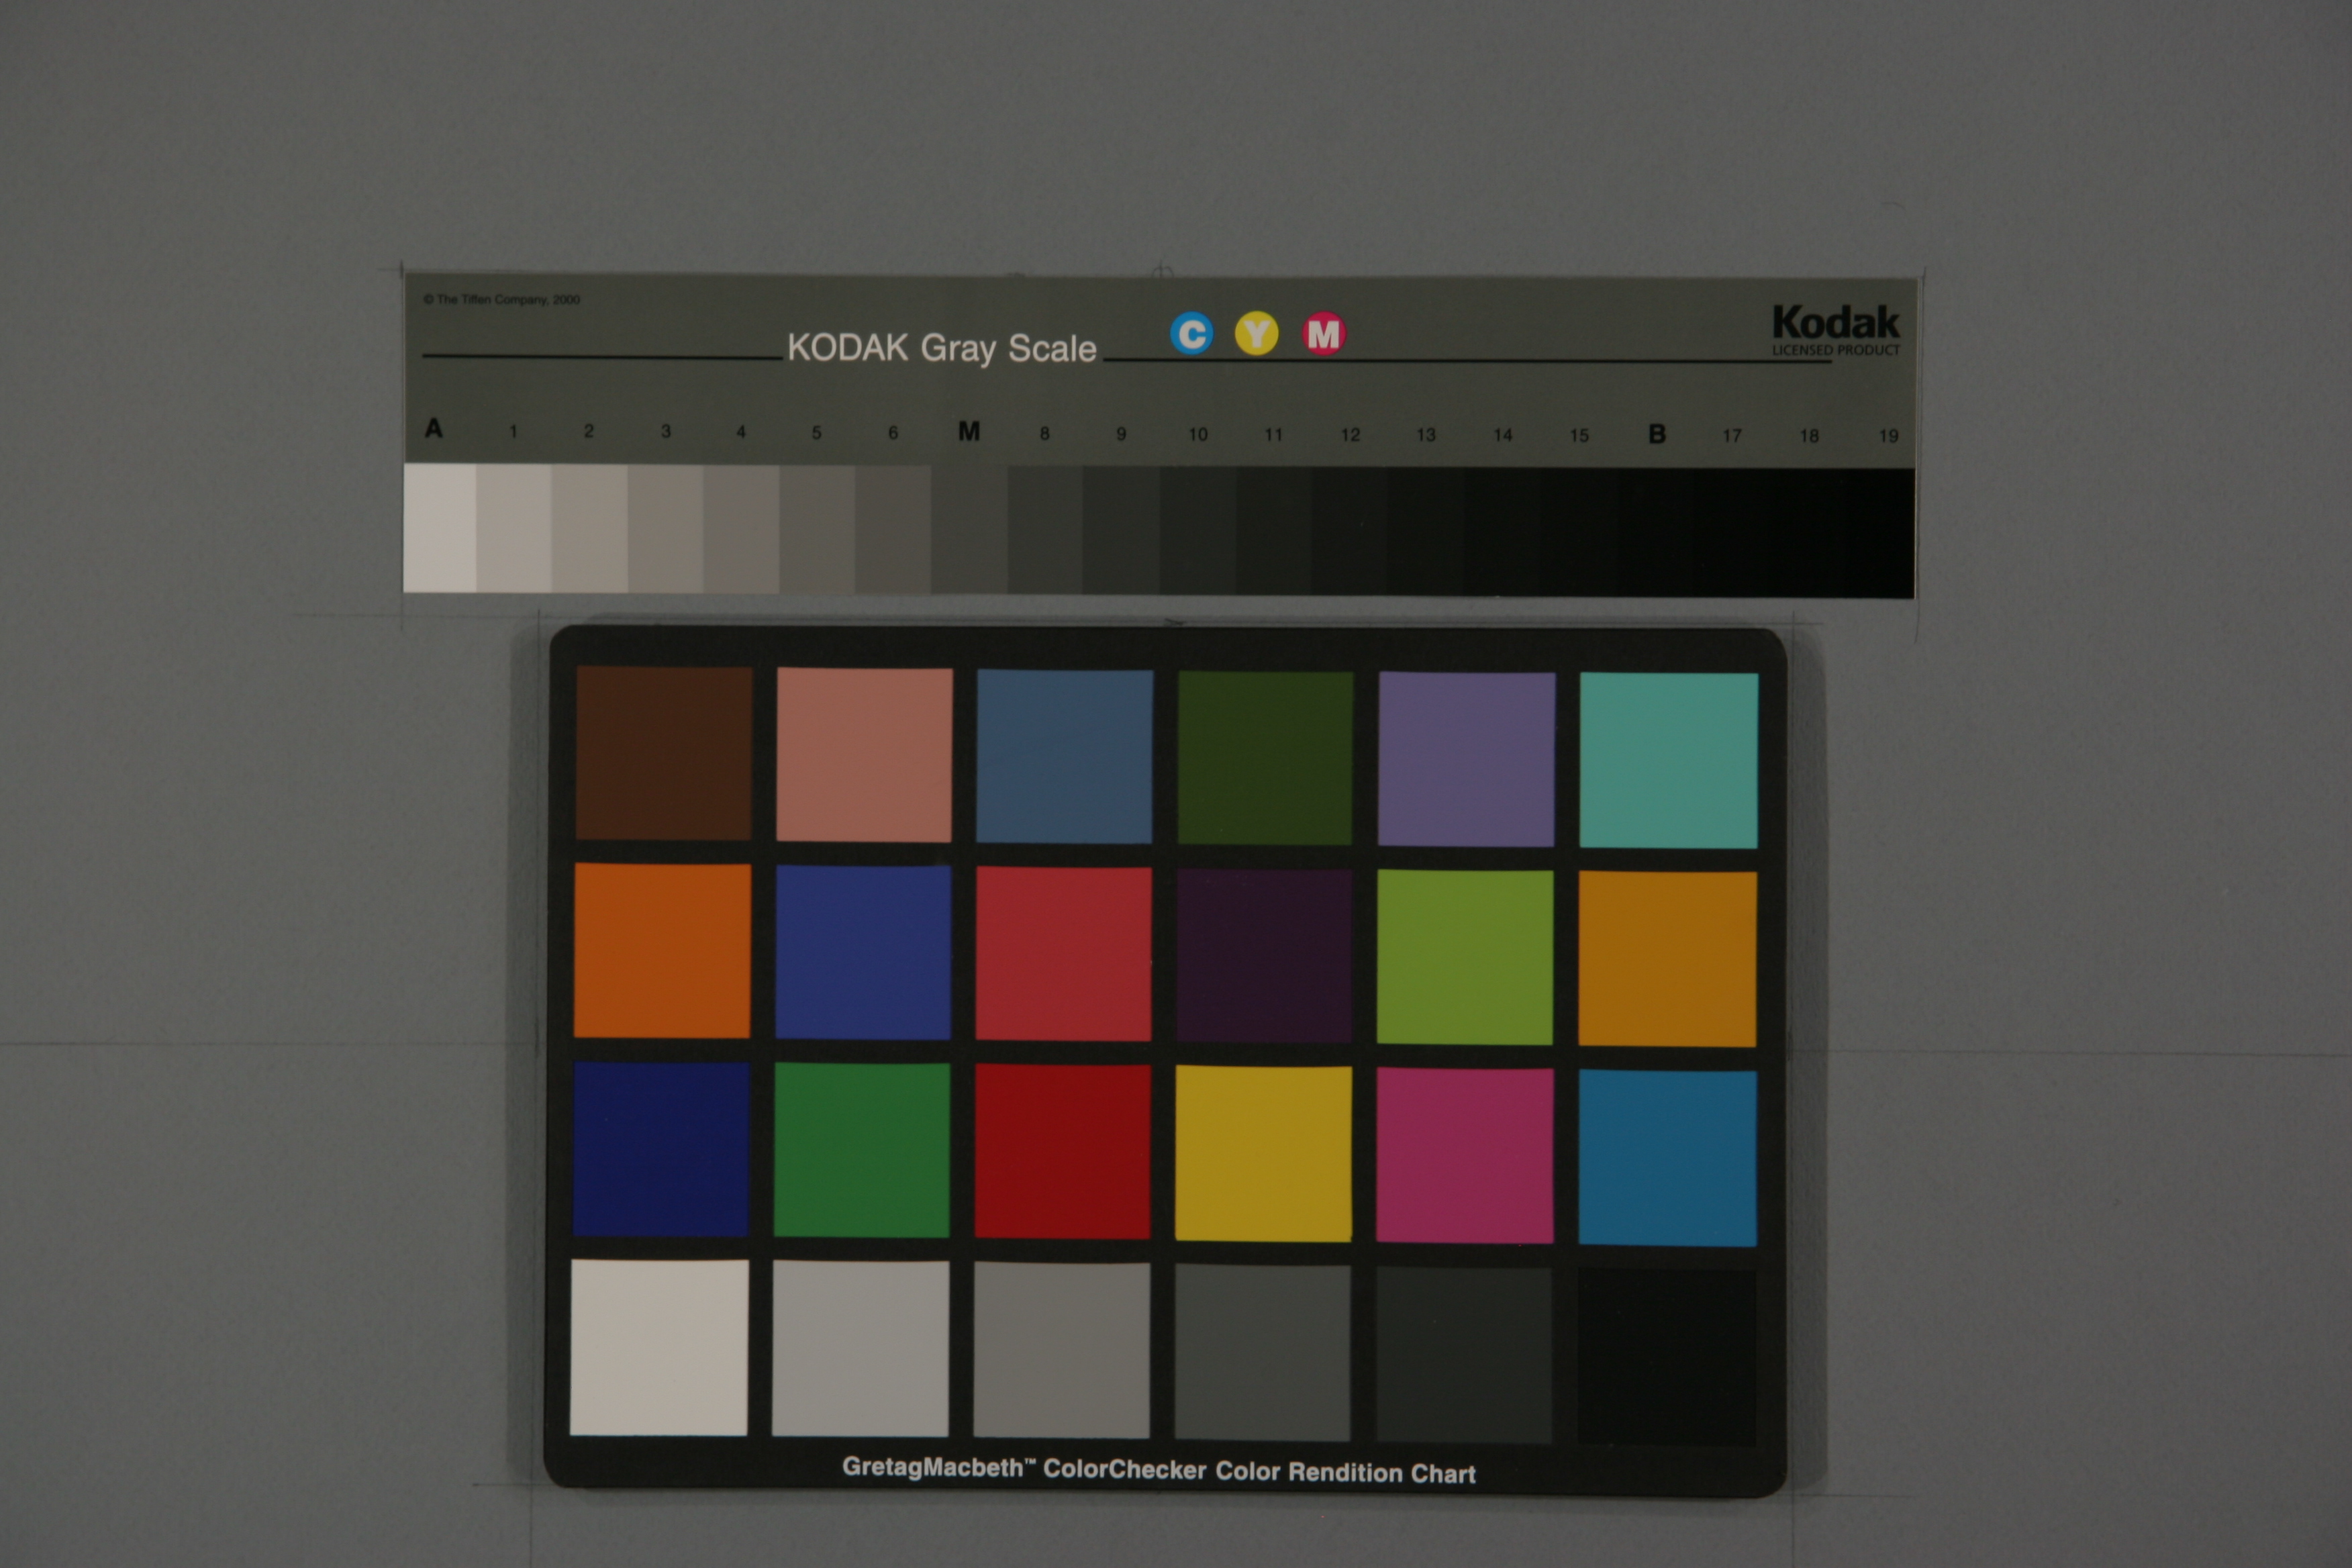 © The Tiffen Company, 2000
KODAK Gray Scale
C Y M
Kodak
LICENSED PRODUCT
A 1 2 3 4 5 6 M 8 9 10 11 12 13 14 15 B 17 18 19
GretagMacbeth™ ColorChecker Color Rendition Chart